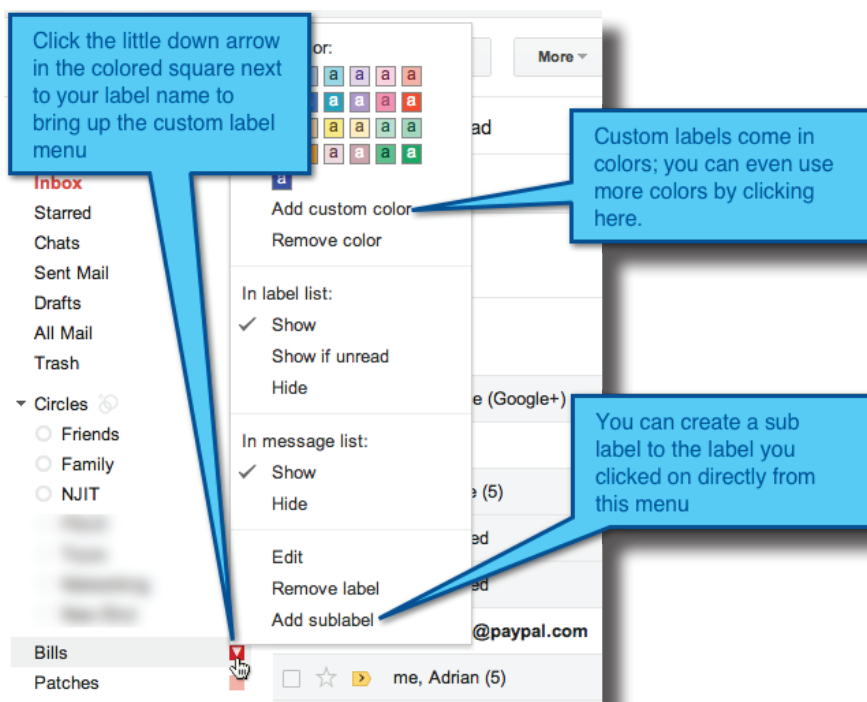 Click the little down arrow
in the colored square next
to your label name to
bring up the custom label
menu
or:
More
a a a a
a a a a
a a a a
a a a a
a
ad
Add custom color
Remove color
Custom labels come in
colors; you can even use
more colors by clicking
here.
Inbox
Starred
Chats
Sent Mail
Drafts
All Mail
Trash
Circles
Friends
Family
NJIT
In label list:
Show
Show if unread
Hide
In message list:
Show
Hide
Edit
Remove label
Add sublabel
e (Google+)
You can create a sub
label to the label you
clicked on directly from
this menu
e (5)
ed
ed
@paypal.com
Bills
Patches
me, Adrian (5)